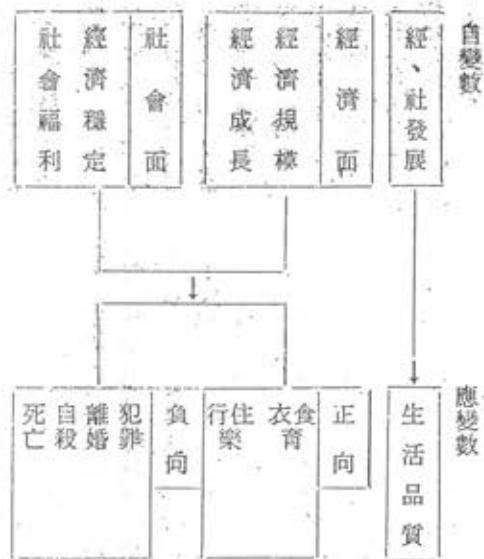 自變數
經、社發展
經濟面
經濟規模
經濟成長
社會面
經濟穩定
社會福利
應變數
生活品質
正向
食育
衣
住樂
行
負向
犯罪
離婚
自殺
死亡